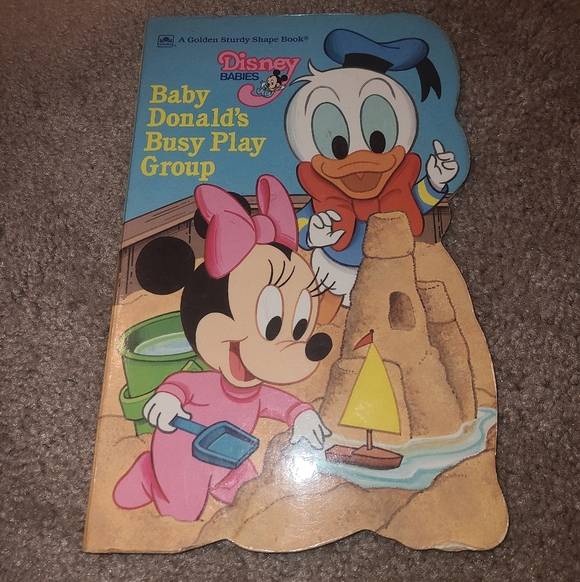 A Golden Sturdy Shape Book®
Disney
BABIES
Baby
Donald's
Busy Play
Group